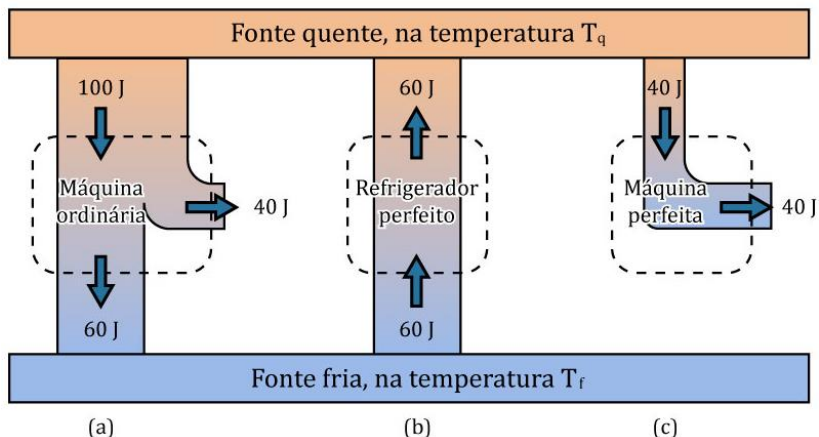 Fonte quente, na temperatura Tq
100 J
60 J
40 J
Máquina
ordinária
40 J
Refrigerador
perfeito
Máquina
perfeita
40 J
60 J
60 J
Fonte fria, na temperatura Tf
(a)
(b)
(c)